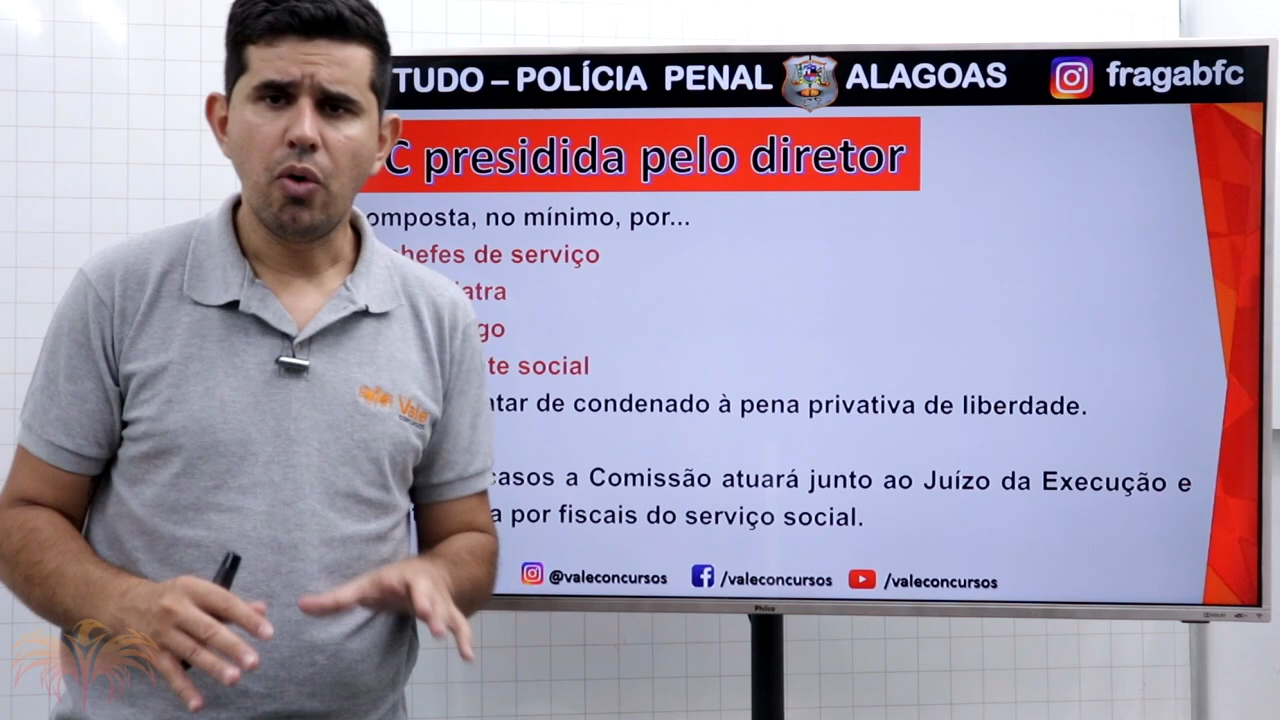 TUDO – POLÍCIA PENAL ALAGOAS fragabfc
C presidida pelo diretor
omposta, no mínimo, por...
hefes de serviço
iatra
go
te social
ntar de condenado à pena privativa de liberdade.
casos a Comissão atuará junto ao Juízo da Execução e
a por fiscais do serviço social.
@valeconcursos /valeconcursos /valeconcursos
Philco
Vale
CONCURSOS